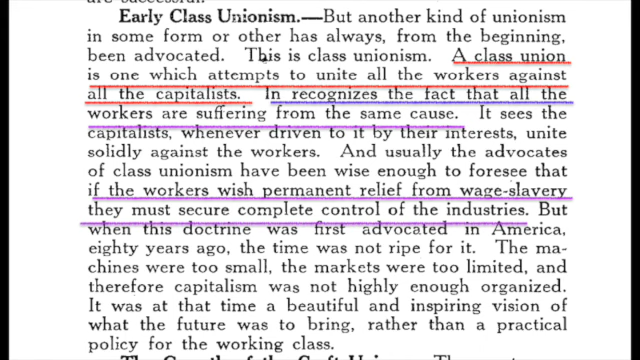 are successful.
Early Class Unionism.—But another kind of unionism
in some form or other has always, from the beginning,
been advocated. This is class unionism. A class union
is one which attempts to unite all the workers against
all the capitalists. In recognizes the fact that all the
workers are suffering from the same cause. It sees the
capitalists, whenever driven to it by their interests, unite
solidly against the workers. And usually the advocates
of class unionism have been wise enough to foresee that
if the workers wish permanent relief from wage-slavery
they must secure complete control of the industries. But
when this doctrine was first advocated in America,
eighty years ago, the time was not ripe for it. The ma-
chines were too small, the markets were too limited, and
therefore capitalism was not highly enough organized.
It was at that time a beautiful and inspiring vision of
what the future was to bring, rather than a practical
policy for the working class.
The Growth of the Craft Union